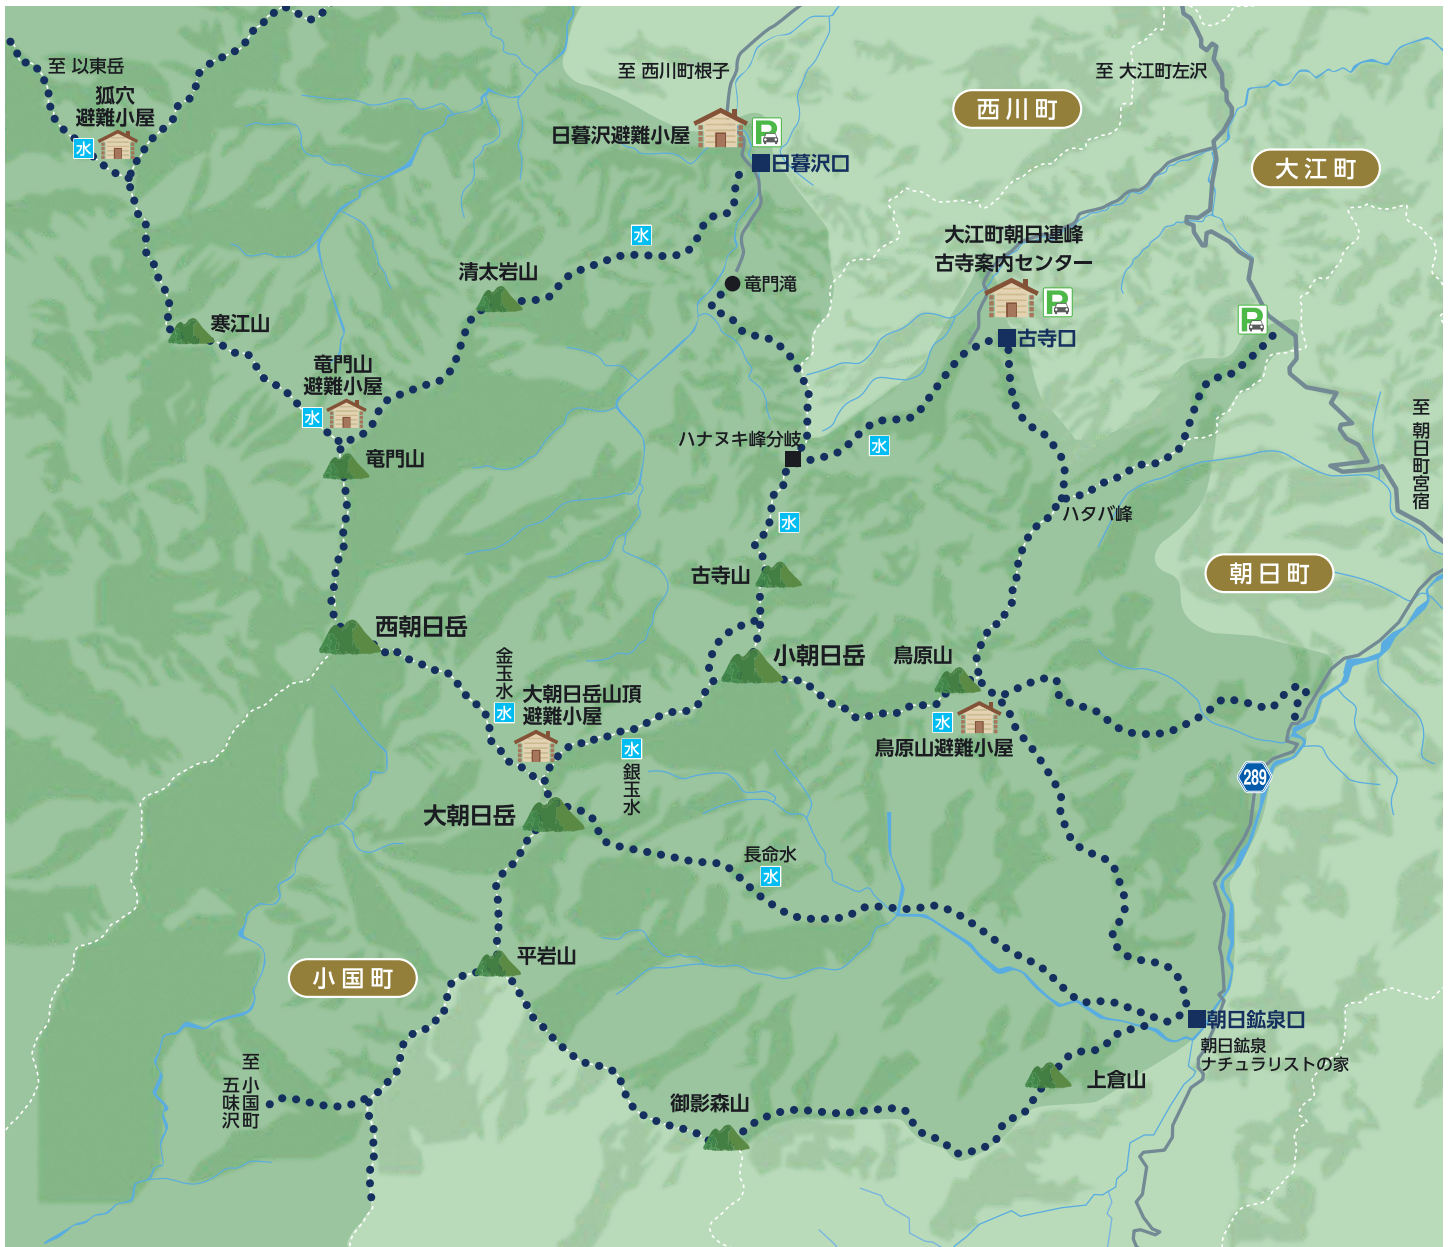 至 以東岳
狐穴
避難小屋
水
至 西川町根子
日暮沢避難小屋
P
日暮沢口
西川町
至 大江町左沢
大江町
水
清太岩山
竜門滝
大江町朝日連峰
古寺案内センター
P
古寺口
P
寒江山
竜門山
避難小屋
水
竜門山
ハナヌキ峰分岐
水
至 朝日町宮宿
水
ハタバ峰
古寺山
朝日町
西朝日岳
小朝日岳
鳥原山
金玉水
水
大朝日岳山頂
避難小屋
水
銀玉水
水
鳥原山避難小屋
289
大朝日岳
長命水
水
平岩山
小国町
朝日鉱泉口
朝日鉱泉
ナチュラリストの家
至 小国町
五味沢
上倉山
御影森山